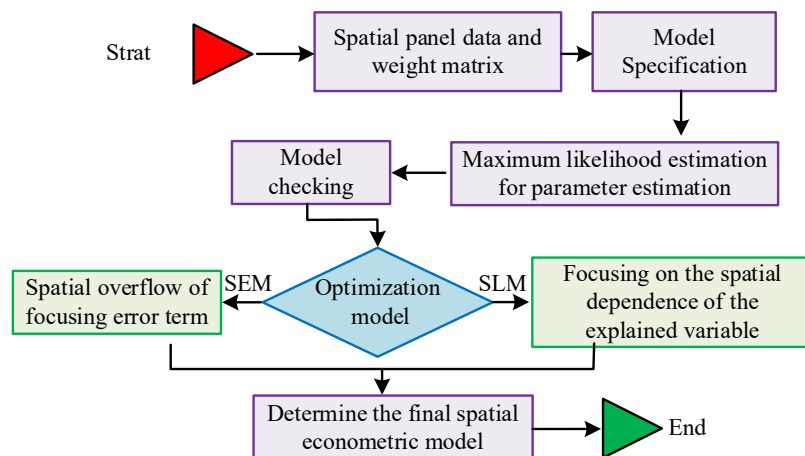 Strat
Spatial panel data and
weight matrix
Model
Specification
Model
checking
Maximum likelihood estimation
for parameter estimation
Spatial overflow of
focusing error term
SEM
Optimization
model
SLM
Focusing on the spatial
dependence of the
explained variable
Determine the final spatial
econometric model
End